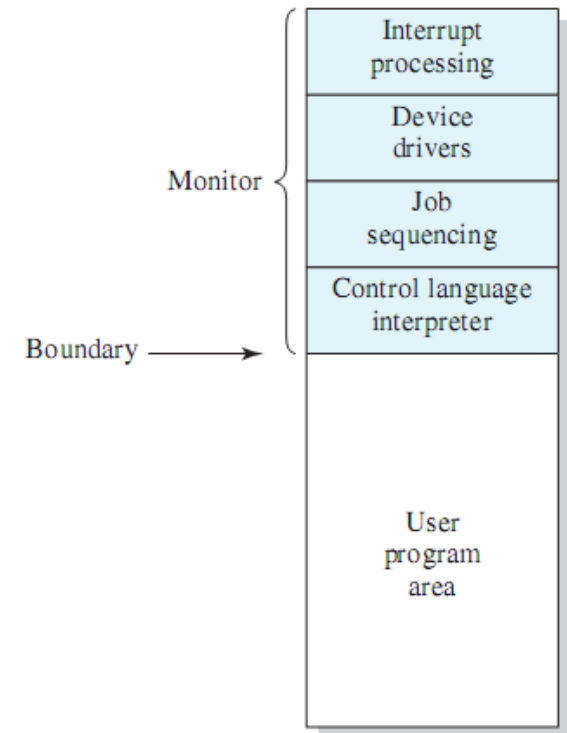 Interrupt
processing
Device
drivers
Monitor
Job
sequencing
Control language
interpreter
Boundary
User
program
area